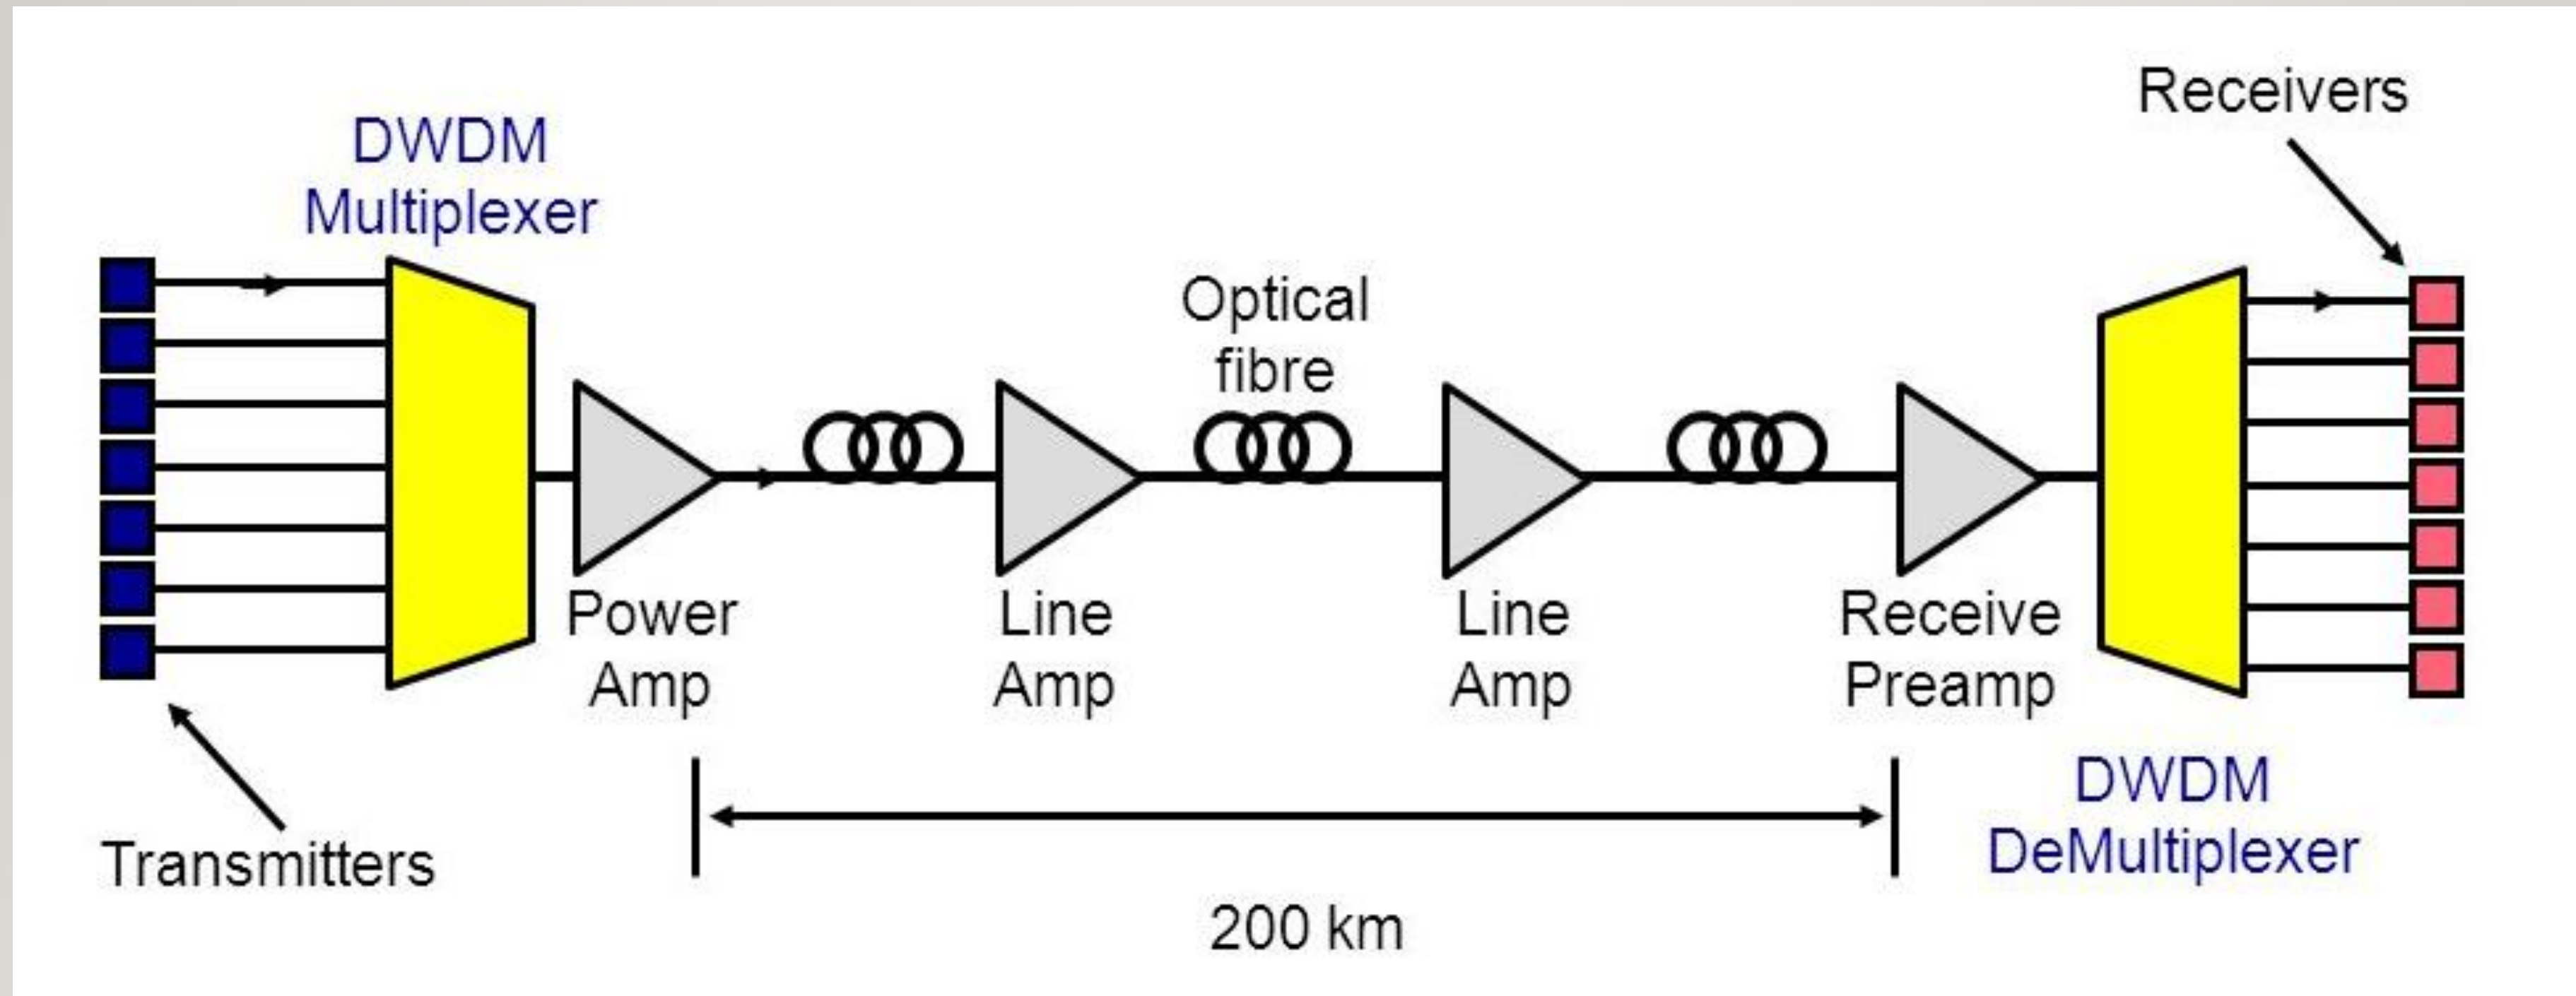 Receivers
DWDM
Multiplexer
Optical
fibre
Power
Amp
Line
Amp
Line
Amp
Receive
Preamp
Transmitters
DWDM
DeMultiplexer
200 km